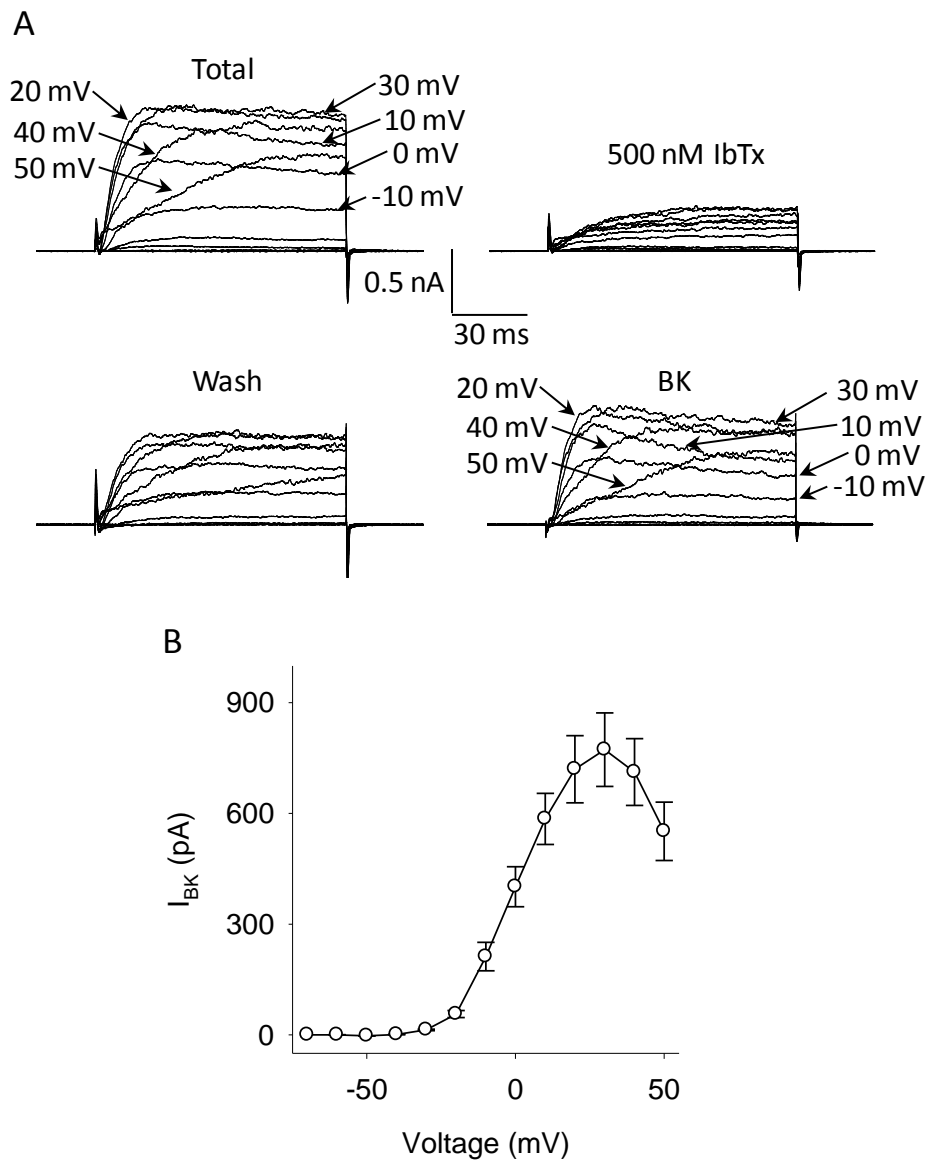 A
Total
20 mV
40 mV
50 mV
30 mV
10 mV
0 mV
-10 mV
500 nM IbTx
0.5 nA
30 ms
Wash
BK
20 mV
40 mV
50 mV
30 mV
10 mV
0 mV
-10 mV
B
900
600
300
0
I_BK (pA)
-50
0
50
Voltage (mV)